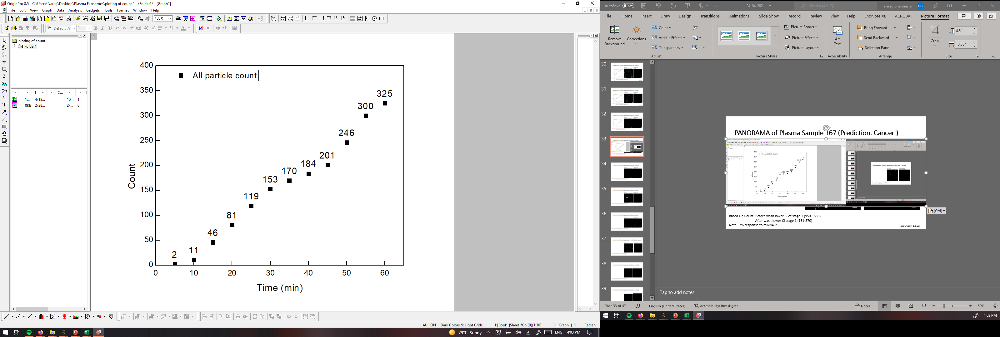 OriginPro 8.5 - C:\Users\Nareg\Desktop\Plasma Exosomes\ploting of count * - /Folder1/ - [Graph1]
File Edit View Graph Data Analysis Gadgets Tools Format Window Help
100%
Default: A 0
ploting of count
Folder1
1... 4/18... 10... 1
8KB 2/28... 2/... 0
1
All particle count
400
350
300
250
200
150
100
50
0
Count
2
11
46
81
119
153
170
184
201
246
300
325
0 10 20 30 40 50 60
Time (min)
AU : ON Dark Colors & Light Grids 1:[Book1]Sheet1!Col(B)[1:30] 1:[Graph1]1!1 Radian
79°F Sunny ENG 4:03 PM
AutoSave Off 04-04-202... Search (Alt+Q) nareg ohannesian NO
File Home Insert Draw Design Transitions Animations Slide Show Record Review View Help EndNote X8 ACROBAT Picture Format
Remove Background
Corrections
Color
Artistic Effects
Transparency
Adjust
Picture Border
Picture Effects
Picture Layout
Picture Styles
Alt Text
Accessibility
Bring Forward
Send Backward
Selection Pane
Arrange
Crop
4.5"
13.33"
Size
30
31
32
33
34
35
36
37
38
39
PANORAMA of Plasma Sample 167 (Prediction: Cancer )
(Ctrl)
Based On Count: Before wash lower CI of stage 1 (950-1558)
After wash lower CI stage 1 (151-370)
Note: 7% response to miRNA-21
Scale bar: 10 µm
Tap to add notes
Slide 33 of 47 English (United States) Accessibility: Investigate Notes 50%
4:03 PM